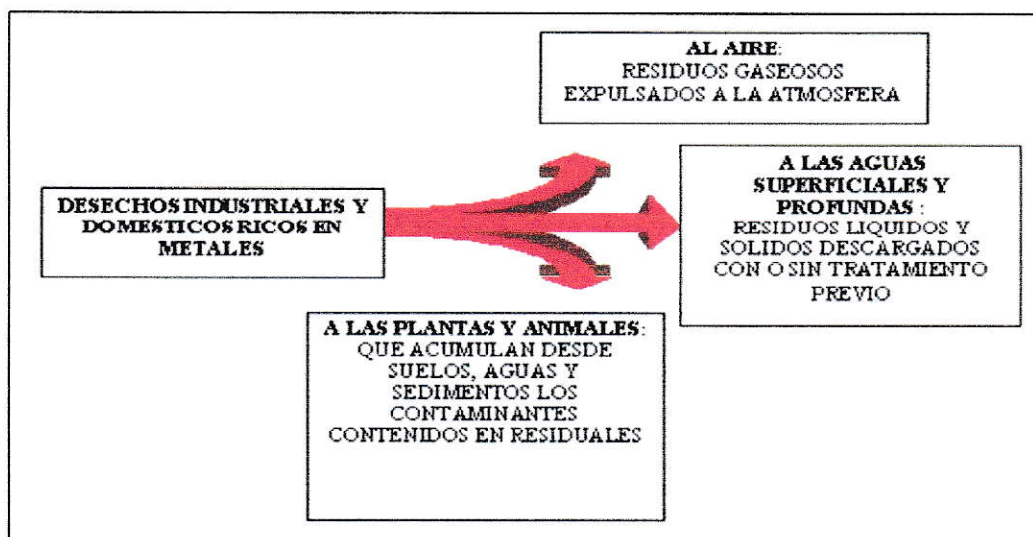 AL AIRE:
RESIDUOS GASEOSOS
EXPULSADOS A LA ATMOSFERA
DESECHOS INDUSTRIALES Y
DOMESTICOS RICOS EN
METALES
A LAS AGUAS
SUPERFICIALES Y
PROFUNDAS :
RESIDUOS LIQUIDOS Y
SOLIDOS DESCARGADOS
CON O SIN TRATAMIENTO
PREVIO
A LAS PLANTAS Y ANIMALES:
QUE ACUMULAN DESDE
SUELOS, AGUAS Y
SEDIMENTOS LOS
CONTAMINANTES
CONTENIDOS EN RESIDUALES